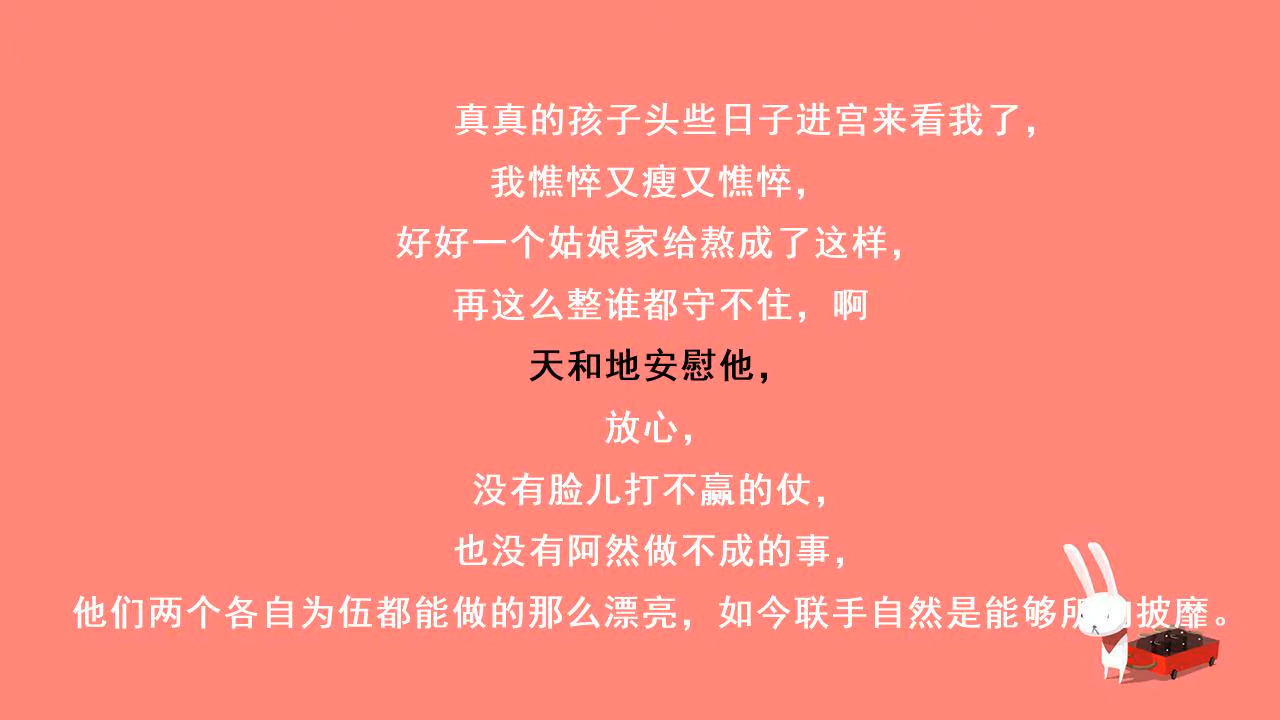 真真的孩子头些日子进宫来看我了，
我憔悴又瘦又憔悴，
好好一个姑娘家给熬成了这样，
再这么整谁都守不住，啊
天和地安慰他，
放心，
没有脸儿打不赢的仗，
也没有阿然做不成的事，
他们两个各自为伍都能做的那么漂亮，如今联手自然是能够所 披靡。